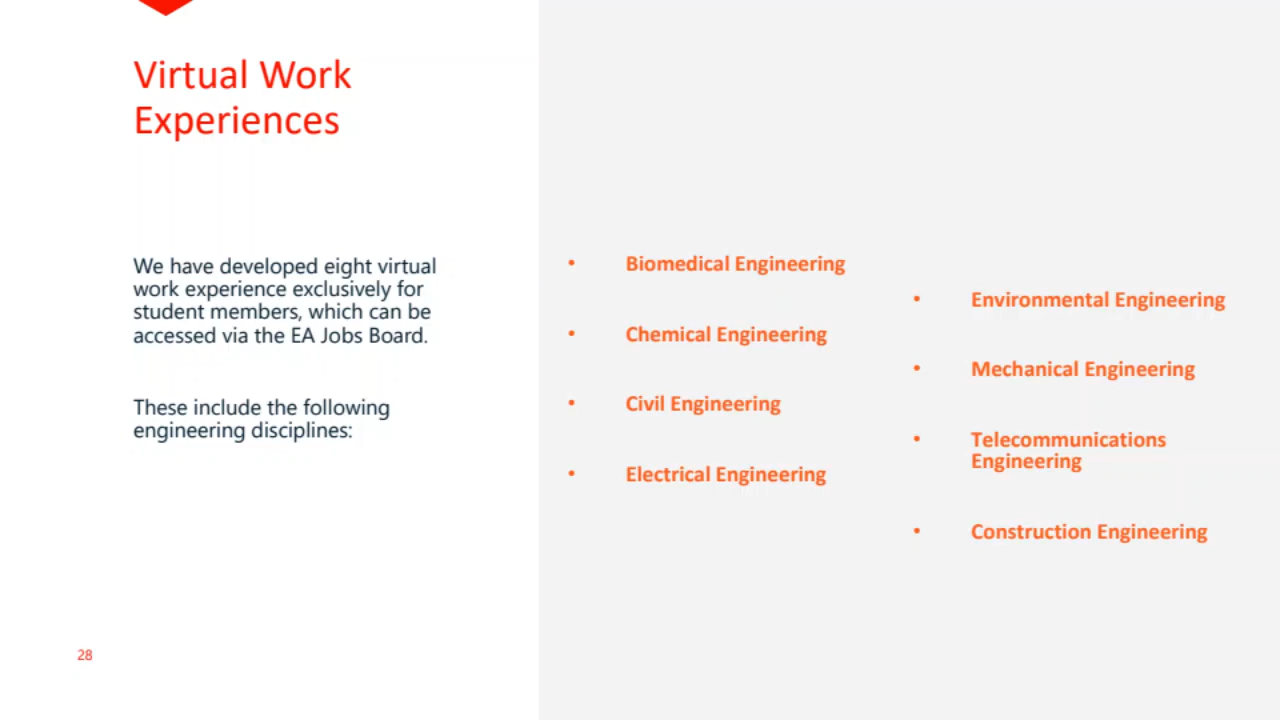 Virtual Work
Experiences
We have developed eight virtual
work experience exclusively for
student members, which can be
accessed via the EA Jobs Board.
These include the following
engineering disciplines:
• Biomedical Engineering
• Chemical Engineering
• Civil Engineering
• Electrical Engineering
• Environmental Engineering
• Mechanical Engineering
• Telecommunications
Engineering
• Construction Engineering
28